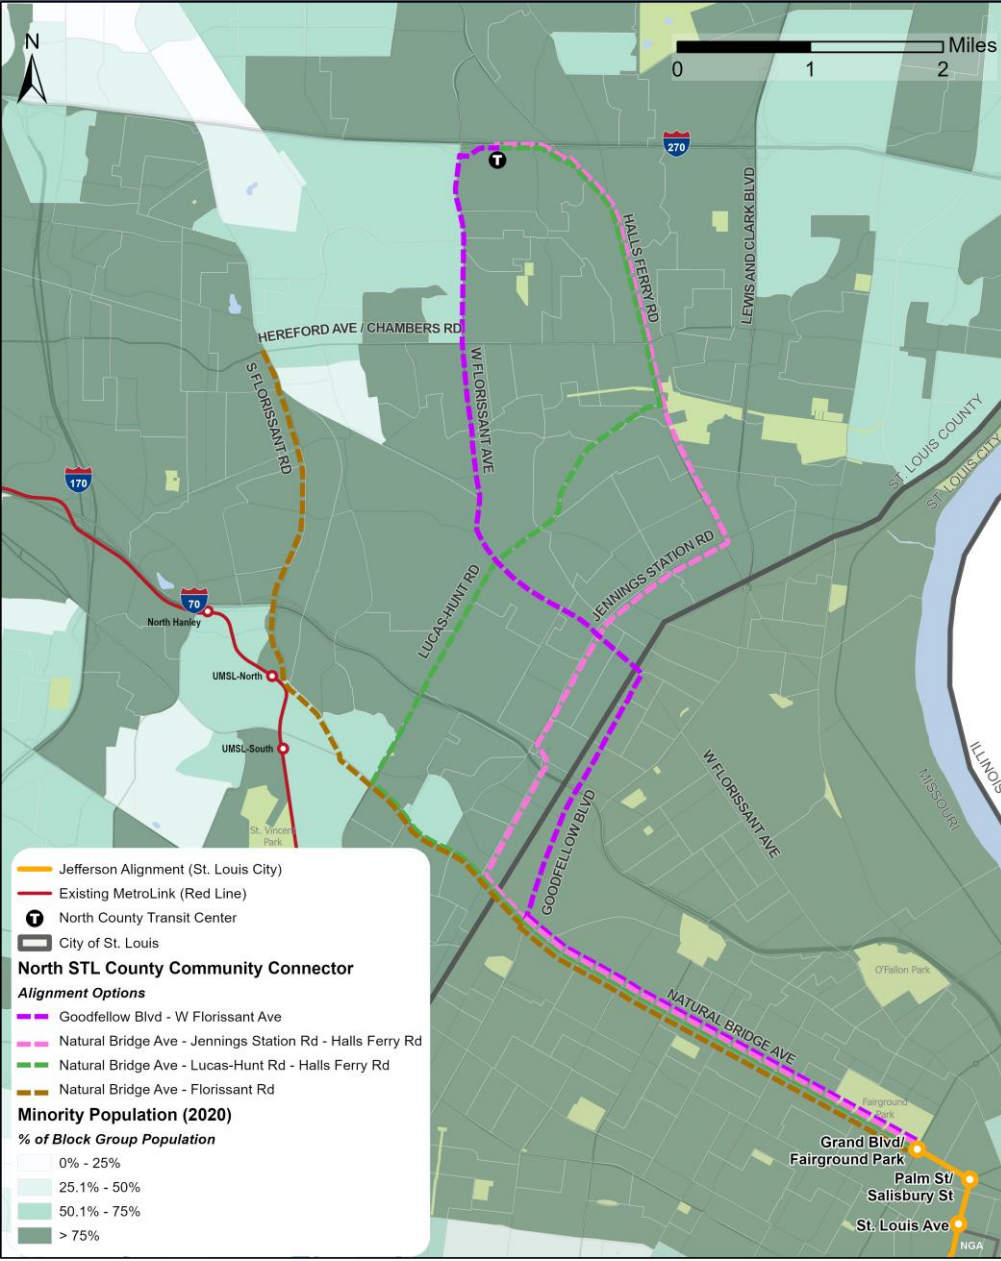 N
Miles
0
1
2
270
HALLS FERRY RD
LEWIS AND CLARK BLVD
HEREFORD AVE / CHAMBERS RD
S FLORISSANT RD
W FLORISSANT AVE
170
ST. LOUIS COUNTY
ST. LOUIS CITY
JENNINGS STATION RD
LUCAS-HUNT RD
70
North Hanley
UMSL-North
UMSL-South
W FLORISSANT AVE
ILLINOIS
MISSOURI
GOODFELLOW BLVD
St. Vincent
Park
O'Fallon Park
NATURAL BRIDGE AVE
Fairground
Park
Grand Blvd/
Fairground Park
Palm St/
Salisbury St
St. Louis Ave
NGA
T
Jefferson Alignment (St. Louis City)
Existing MetroLink (Red Line)
T
North County Transit Center
City of St. Louis
North STL County Community Connector
Alignment Options
Goodfellow Blvd - W Florissant Ave
Natural Bridge Ave - Jennings Station Rd - Halls Ferry Rd
Natural Bridge Ave - Lucas-Hunt Rd - Halls Ferry Rd
Natural Bridge Ave - Florissant Rd
Minority Population (2020)
% of Block Group Population
0% - 25%
25.1% - 50%
50.1% - 75%
> 75%